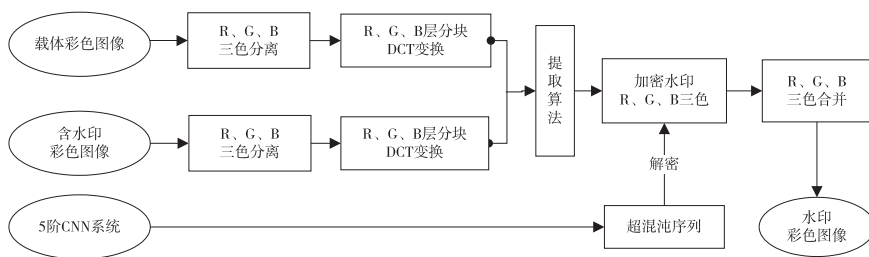 载体彩色图像
R、G、B
三色分离
R、G、B层分块
DCT变换
提取算法
加密水印
R、G、B三色
R、G、B
三色合并
含水印
彩色图像
R、G、B
三色分离
R、G、B层分块
DCT变换
解密
5阶CNN系统
超混沌序列
水印
彩色图像